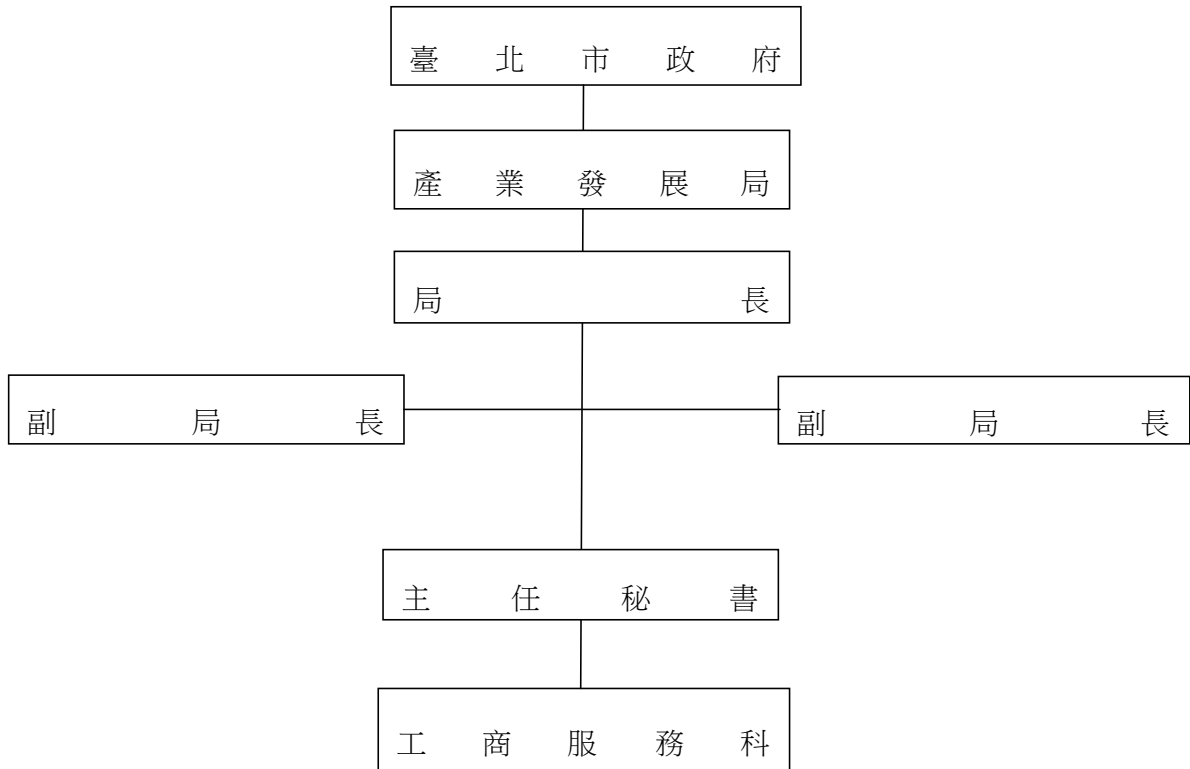 臺北市政府
產業發展局
局長
副局長
副局長
主任秘書
工商服務科